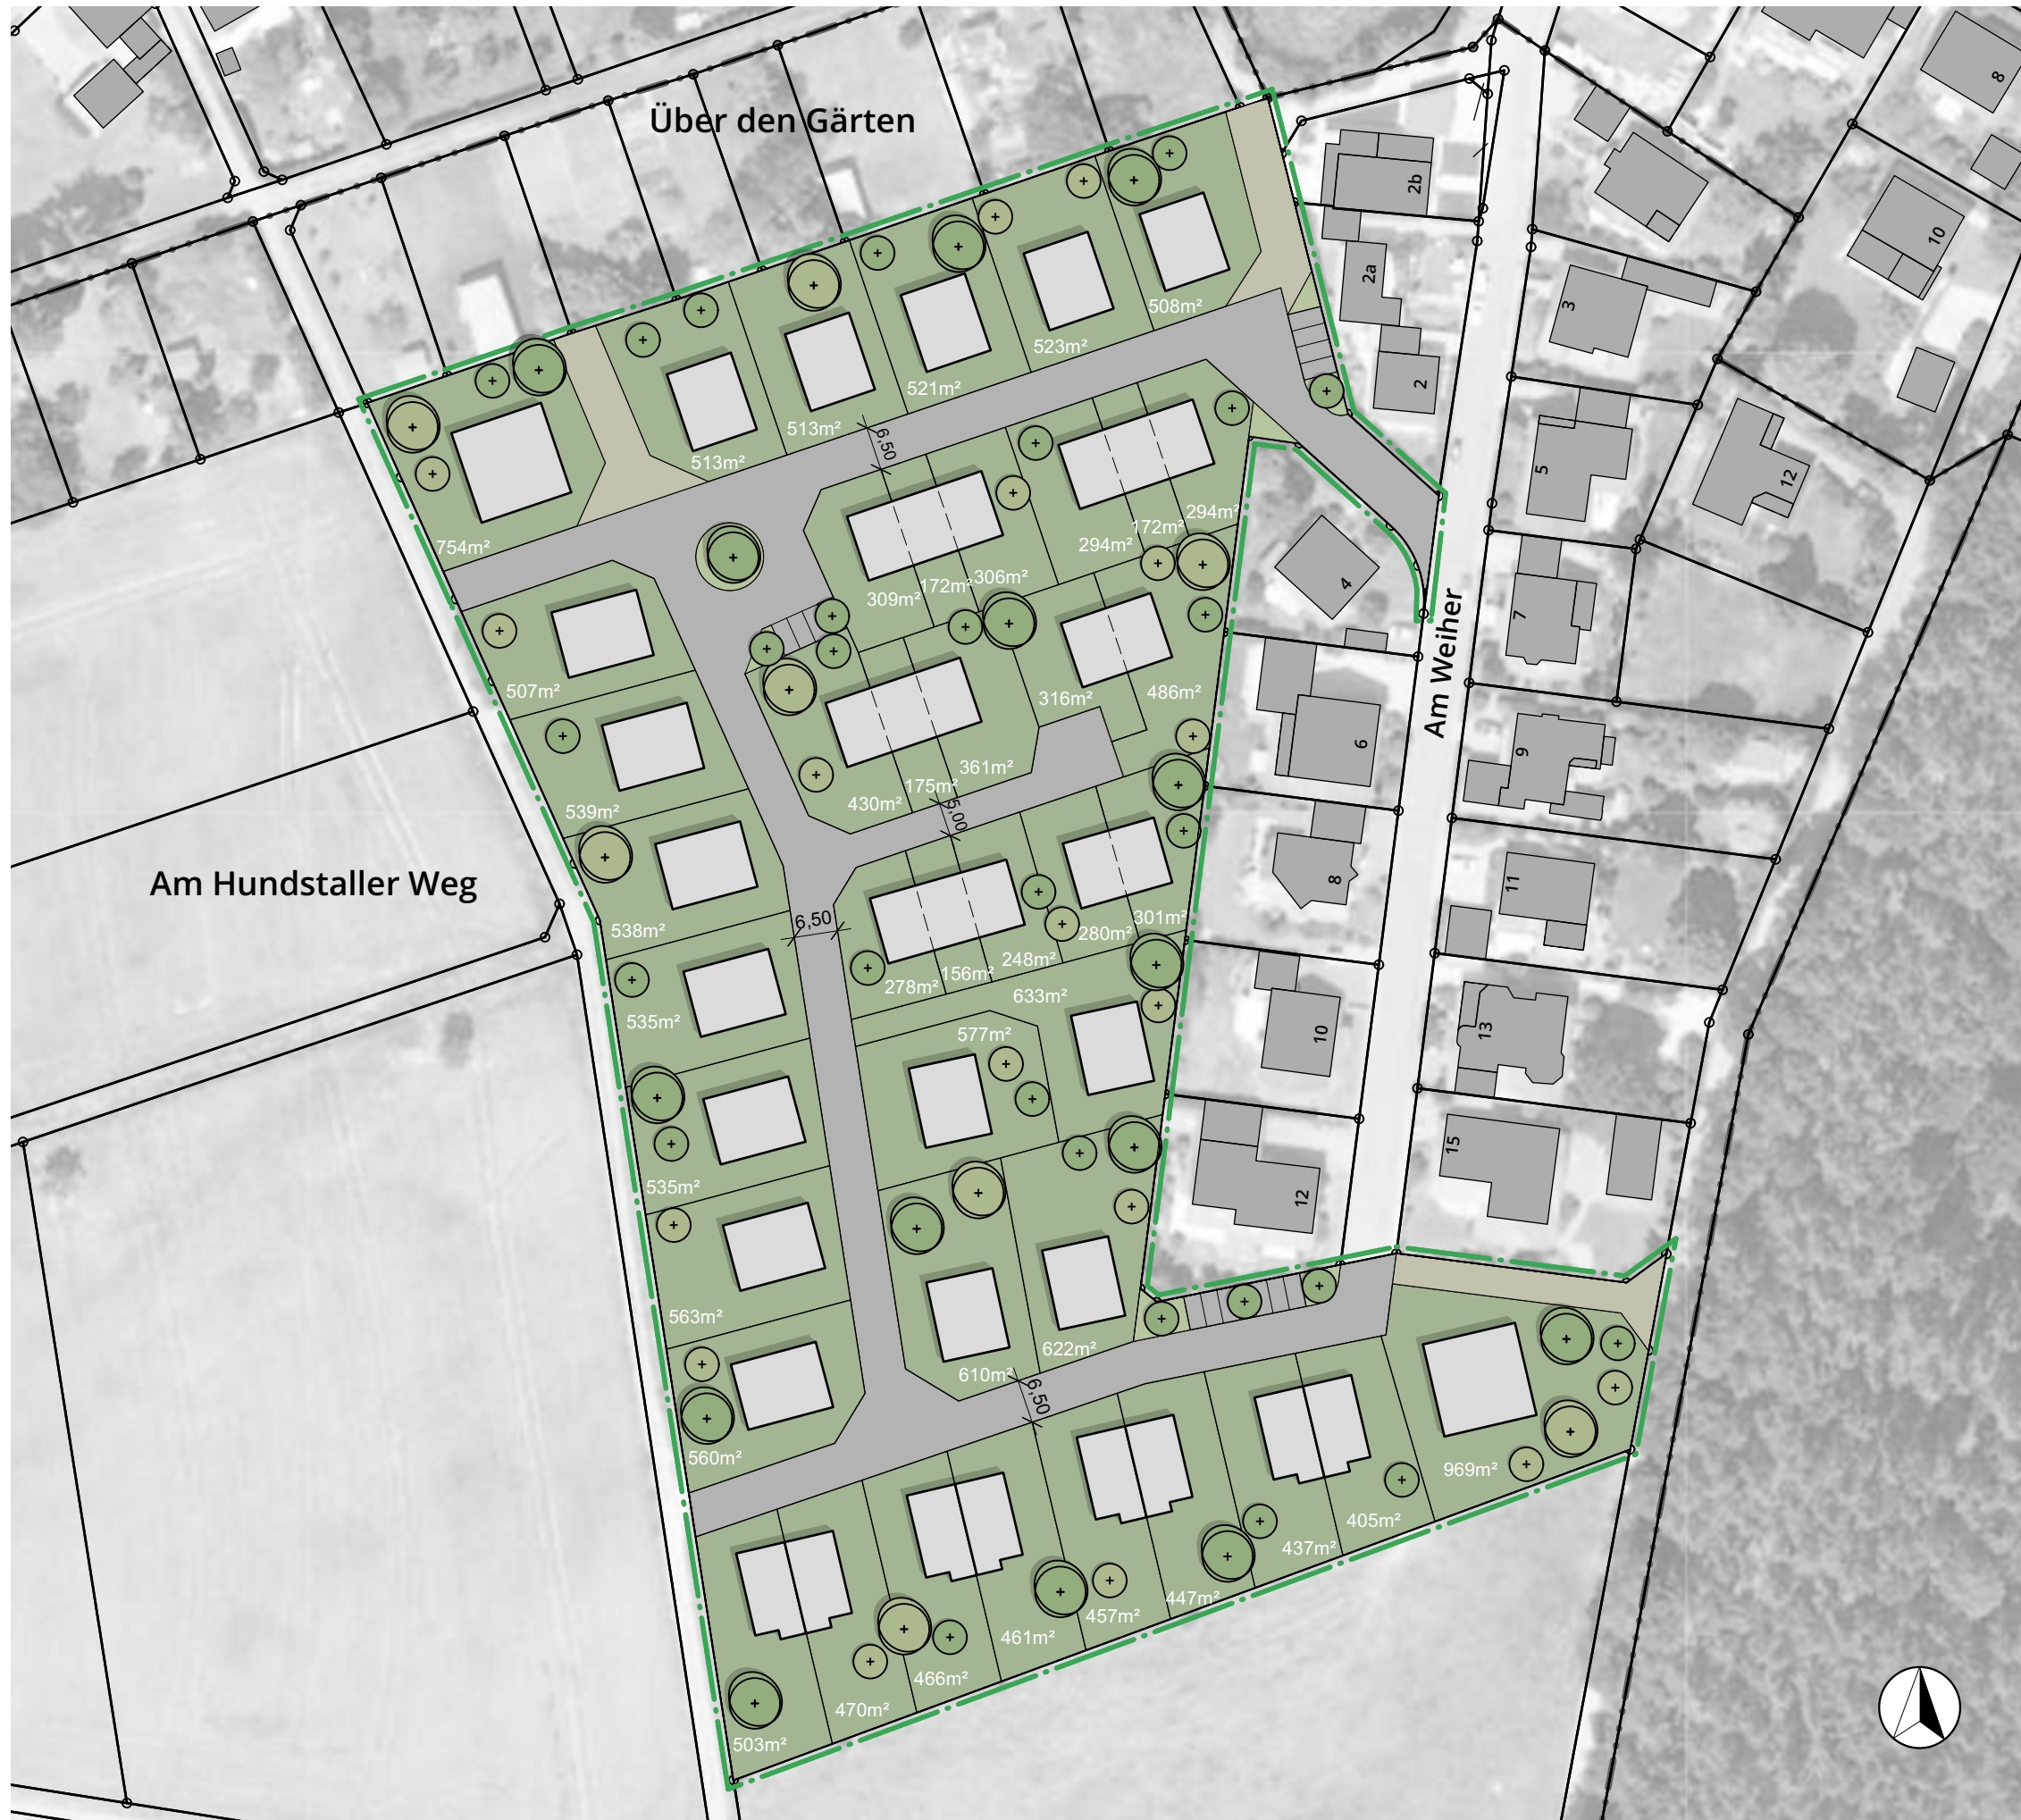 Über den Gärten
8
2b
10
2a
508m²
3
523m²
2
521m²
513m²
6,50
513m²
5
12
294m²
172m²
754m²
294m²
306m²
172m²
309m²
4
7
Am Weiher
507m²
316m²
486m²
6
9
361m²
175m²
430m²
539m²
5,00
Am Hundstaller Weg
8
11
6,50
538m²
301m²
280m²
248m²
156m²
278m²
633m²
535m²
577m²
10
13
535m²
15
12
563m²
622m²
610m²
6,50
560m²
969m²
405m²
437m²
447m²
457m²
461m²
466m²
470m²
503m²